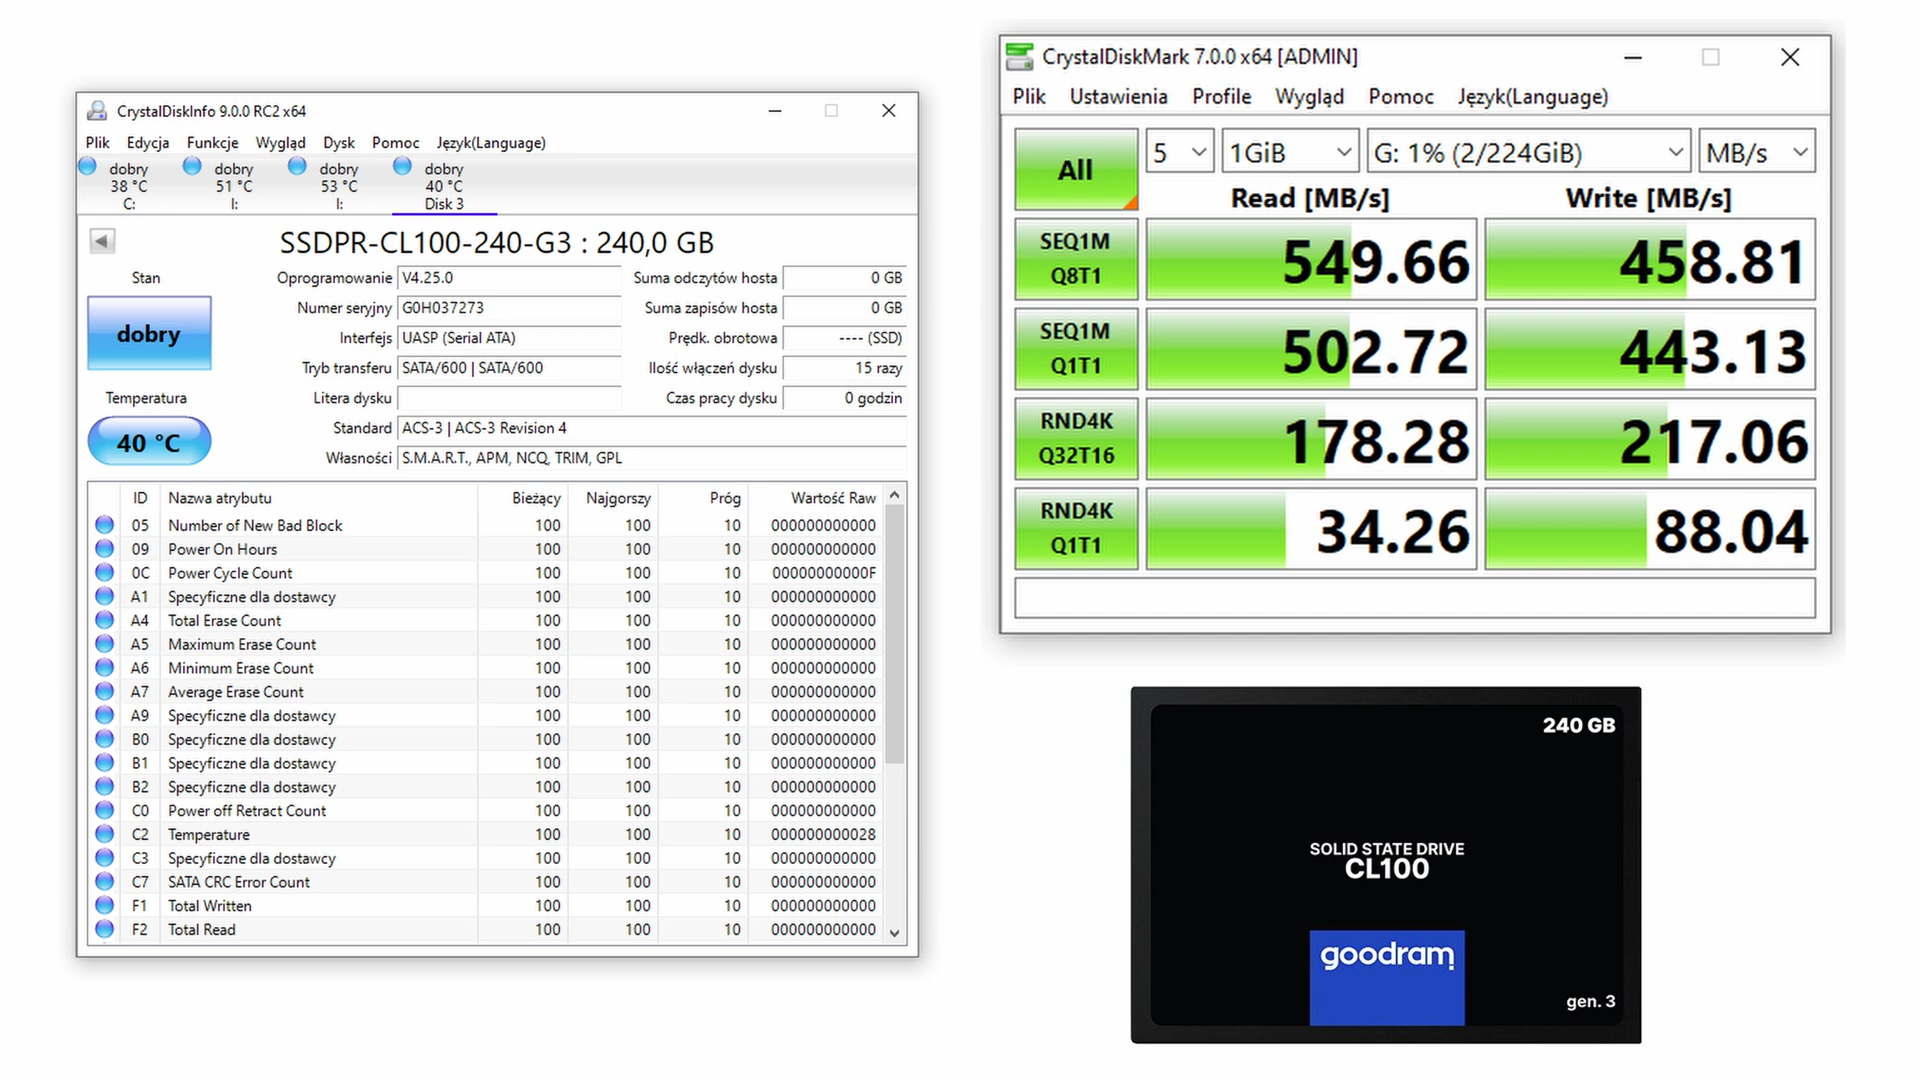 CrystalDiskInfo 9.0.0 RC2 x64
Plik Edycja Funkcje Wygląd Dysk Pomoc Język(Language)
dobry dobry dobry dobry
38 °C 51 °C 53 °C 40 °C
C: I: I: Disk 3
SSDPR-CL100-240-G3 : 240,0 GB
Stan
dobry
Temperatura
40 °C
Oprogramowanie V4.25.0 Suma odczytów hosta 0 GB
Numer seryjny G0H037273 Suma zapisów hosta 0 GB
Interfejs UASP (Serial ATA) Prędk. obrotowa ---- (SSD)
Tryb transferu SATA/600 | SATA/600 Ilość włączeń dysku 15 razy
Litera dysku Czas pracy dysku 0 godzin
Standard ACS-3 | ACS-3 Revision 4
Własności S.M.A.R.T., APM, NCQ, TRIM, GPL
ID Nazwa atrybutu Bieżący Najgorszy Próg Wartość Raw
05 Number of New Bad Block 100 100 10 000000000000
09 Power On Hours 100 100 10 000000000000
0C Power Cycle Count 100 100 10 00000000000F
A1 Specyficzne dla dostawcy 100 100 10 000000000000
A4 Total Erase Count 100 100 10 000000000000
A5 Maximum Erase Count 100 100 10 000000000000
A6 Minimum Erase Count 100 100 10 000000000000
A7 Average Erase Count 100 100 10 000000000000
A9 Specyficzne dla dostawcy 100 100 10 000000000000
B0 Specyficzne dla dostawcy 100 100 10 000000000000
B1 Specyficzne dla dostawcy 100 100 10 000000000000
B2 Specyficzne dla dostawcy 100 100 10 000000000000
C0 Power off Retract Count 100 100 10 000000000000
C2 Temperature 100 100 10 000000000028
C3 Specyficzne dla dostawcy 100 100 10 000000000000
C7 SATA CRC Error Count 100 100 10 000000000000
F1 Total Written 100 100 10 000000000000
F2 Total Read 100 100 10 000000000000
CrystalDiskMark 7.0.0 x64 [ADMIN]
Plik Ustawienia Profile Wygląd Pomoc Język(Language)
All 5 1GiB G: 1% (2/224GiB) MB/s
Read [MB/s] Write [MB/s]
SEQ1M
Q8T1
549.66 458.81
SEQ1M
Q1T1
502.72 443.13
RND4K
Q32T16
178.28 217.06
RND4K
Q1T1
34.26 88.04
240 GB
SOLID STATE DRIVE
CL100
goodram
gen. 3